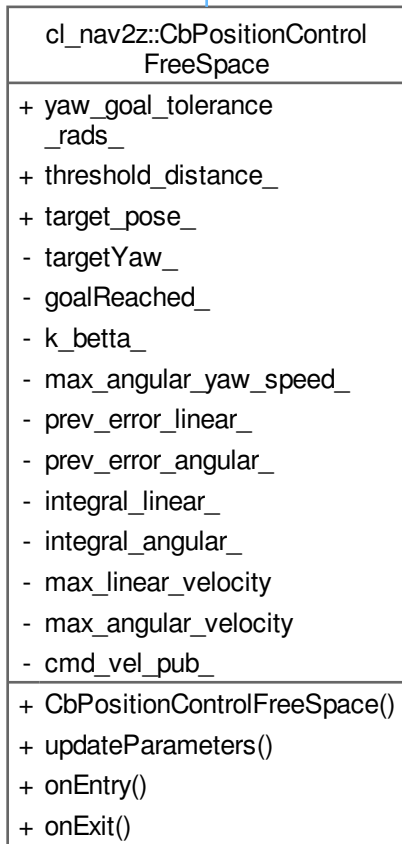 cl_nav2z::CbPositionControl
FreeSpace
+ yaw_goal_tolerance
_rads_
+ threshold_distance_
+ target_pose_
- targetYaw_
- goalReached_
- k_betta_
- max_angular_yaw_speed_
- prev_error_linear_
- prev_error_angular_
- integral_linear_
- integral_angular_
- max_linear_velocity
- max_angular_velocity
- cmd_vel_pub_
+ CbPositionControlFreeSpace()
+ updateParameters()
+ onEntry()
+ onExit()